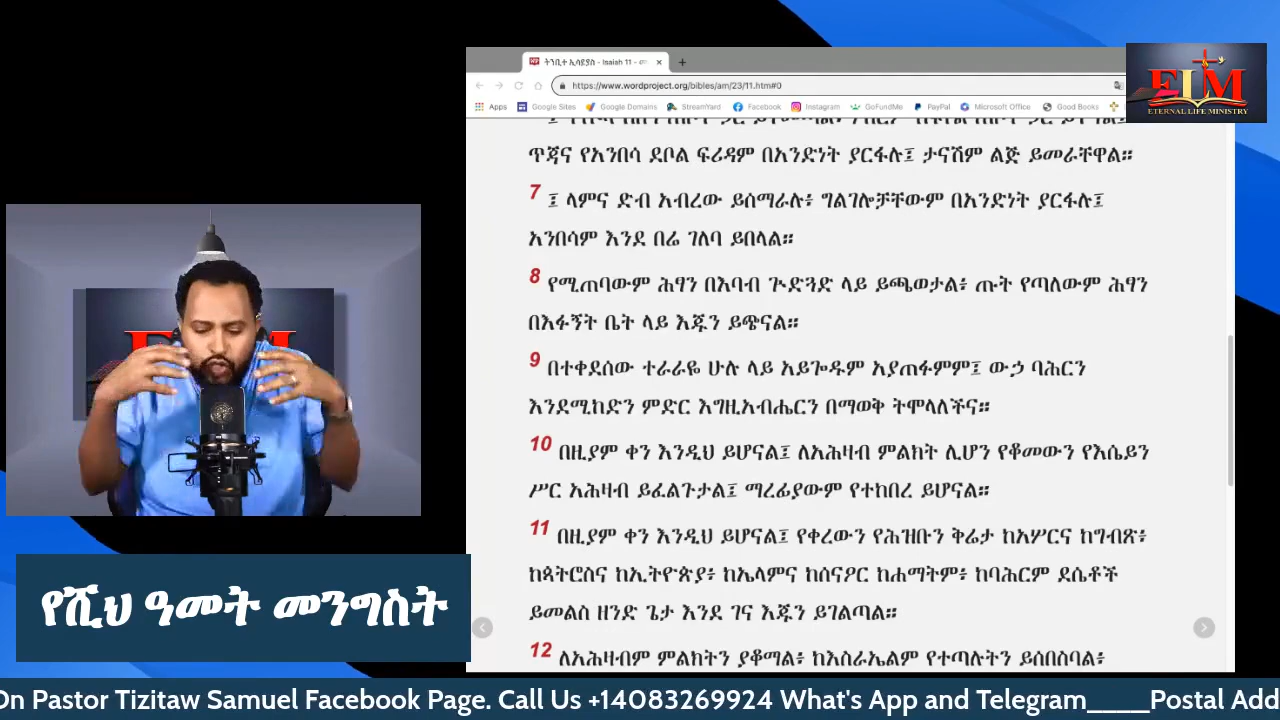 ትንቢተ ኢሳይያስ - Isaiah 11 -
https://www.wordproject.org/bibles/am/23/11.htm#0
Apps Google Sites Google Domains StreamYard Facebook Instagram GoFundMe PayPal Microsoft Office Good Books
ELM
ETERNAL LIFE MINISTRY
ጥጃና የአንበሳ ደቦል ፍሪዳም በአንድነት ያርፋሉ፤ ታናሽም ልጅ ይመራቸዋል።
7 ፤ ላምና ድብ አብረው ይሰማራሉ፥ ግልገሎቻቸውም በአንድነት ያርፋሉ፤
አንበሳም እንደ በሬ ገለባ ይበላል።
8 የሚጠባውም ሕፃን በእባብ ጕድጓድ ላይ ይጫወታል፥ ጡት የጣለውም ሕፃን
በእፉኝት ቤት ላይ እጁን ይጭናል።
9 በተቀደሰው ተራራዬ ሁሉ ላይ አይጐዱም አያጠፉምም፤ ውኃ ባሕርን
እንደሚከድን ምድር እግዚአብሔርን በማወቅ ትሞላለችና።
10 በዚያም ቀን እንዲህ ይሆናል፤ ለአሕዛብ ምልክት ሊሆን የቆመውን የእሴይን
ሥር አሕዛብ ይፈልጉታል፤ ማረፊያውም የተከበረ ይሆናል።
11 በዚያም ቀን እንዲህ ይሆናል፤ የቀረውን የሕዝቡን ቅሬታ ከአሦርና ከግብጽ፥
ከጳትሮስና ከኢትዮጵያ፥ ከኤላምና ከሰናዖር ከሐማትም፥ ከባሕርም ደሴቶች
ይመልስ ዘንድ ጌታ እንደ ገና እጁን ይገልጣል።
12 ለአሕዛብም ምልክትን ያቆማል፥ ከእስራኤልም የተጣሉትን ይሰበስባል፥
የሺህ ዓመት መንግስት
On Pastor Tizitaw Samuel Facebook Page. Call Us +14083269924 What's App and Telegram_____Postal Add